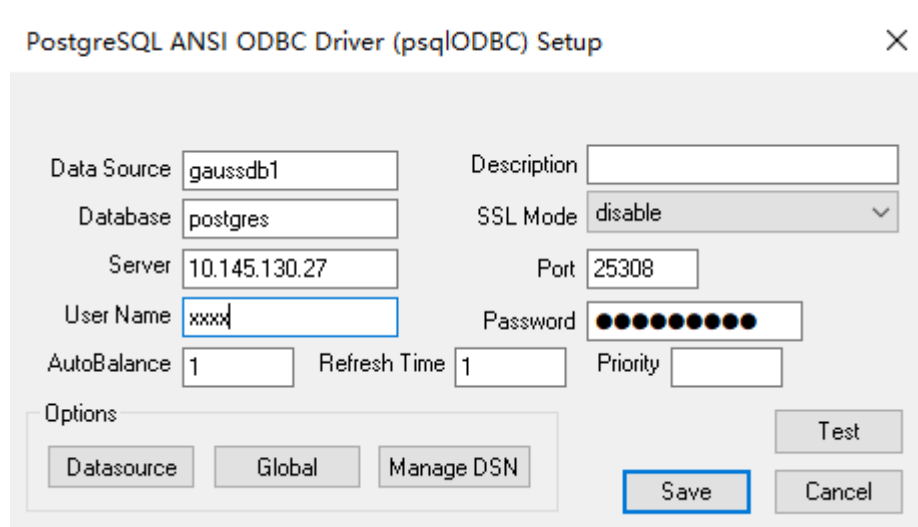 PostgreSQL ANSI ODBC Driver (psqlODBC) Setup
Data Source gaussdb1 Description
Database postgres SSL Mode disable
Server 10.145.130.27 Port 25308
User Name xxxx Password ●●●●●●●●●
AutoBalance 1 Refresh Time 1 Priority
Options
Datasource Global Manage DSN
Test
Save Cancel